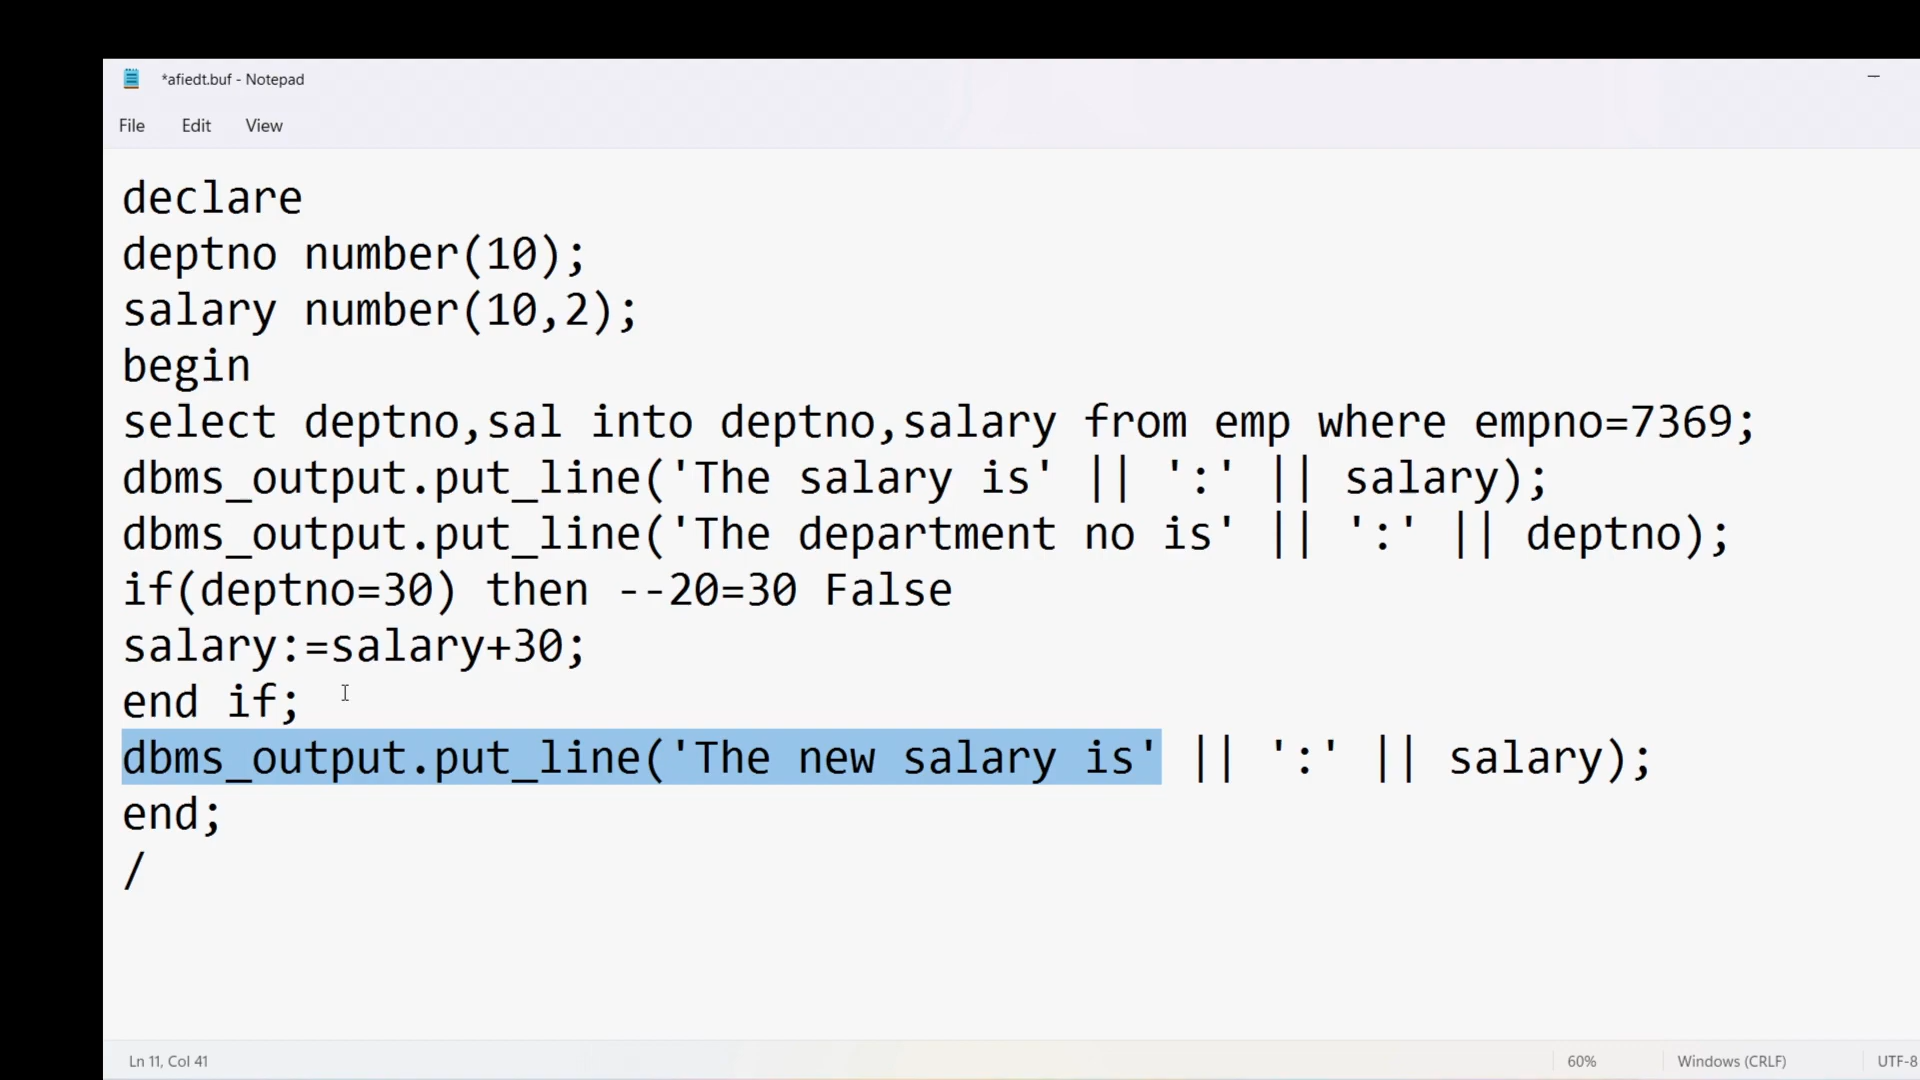 *afiedt.buf - Notepad
File Edit View
declare
deptno number(10);
salary number(10,2);
begin
select deptno,sal into deptno,salary from emp where empno=7369;
dbms_output.put_line('The salary is' || ':' || salary);
dbms_output.put_line('The department no is' || ':' || deptno);
if(deptno=30) then --20=30 False
salary:=salary+30;
end if;
dbms_output.put_line('The new salary is' || ':' || salary);
end;
/
Ln 11, Col 41 60% Windows (CRLF) UTF-8